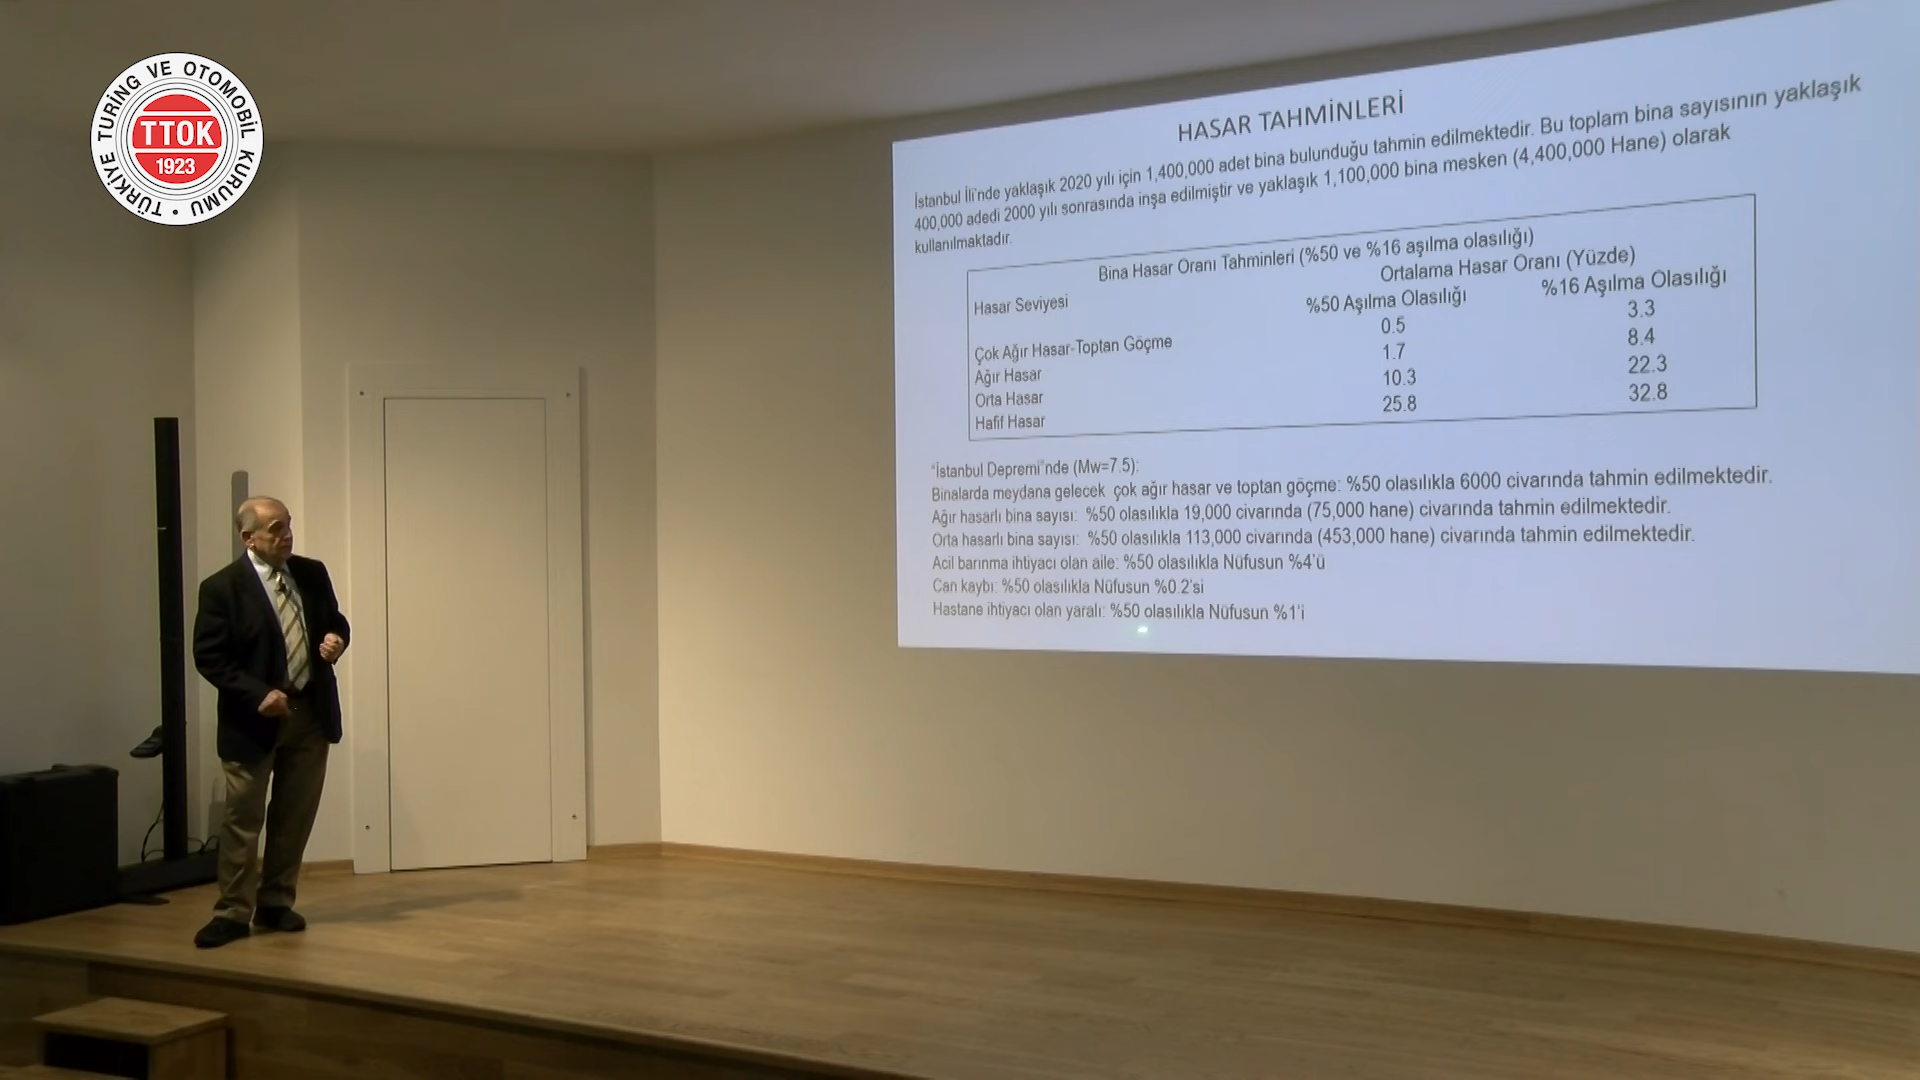 TÜRKİYE TURİNG VE OTOMOBİL KURUMU •
TTOK
1923
HASAR TAHMİNLERİ
İstanbul İli'nde yaklaşık 2020 yılı için 1,400,000 adet bina bulunduğu tahmin edilmektedir. Bu toplam bina sayısının yaklaşık
400,000 adedi 2000 yılı sonrasında inşa edilmiştir ve yaklaşık 1,100,000 bina mesken (4,400,000 Hane) olarak
kullanılmaktadır.
Bina Hasar Oranı Tahminleri (%50 ve %16 aşılma olasılığı)
Ortalama Hasar Oranı (Yüzde)
Hasar Seviyesi %50 Aşılma Olasılığı %16 Aşılma Olasılığı
Çok Ağır Hasar-Toptan Göçme 0.5 3.3
Ağır Hasar 1.7 8.4
Orta Hasar 10.3 22.3
Hafif Hasar 25.8 32.8
"İstanbul Depremi"nde (Mw=7.5):
Binalarda meydana gelecek çok ağır hasar ve toptan göçme: %50 olasılıkla 6000 civarında tahmin edilmektedir.
Ağır hasarlı bina sayısı: %50 olasılıkla 19,000 civarında (75,000 hane) civarında tahmin edilmektedir.
Orta hasarlı bina sayısı: %50 olasılıkla 113,000 civarında (453,000 hane) civarında tahmin edilmektedir.
Acil barınma ihtiyacı olan aile: %50 olasılıkla Nüfusun %4'ü
Can kaybı: %50 olasılıkla Nüfusun %0.2'si
Hastane ihtiyacı olan yaralı: %50 olasılıkla Nüfusun %1'i